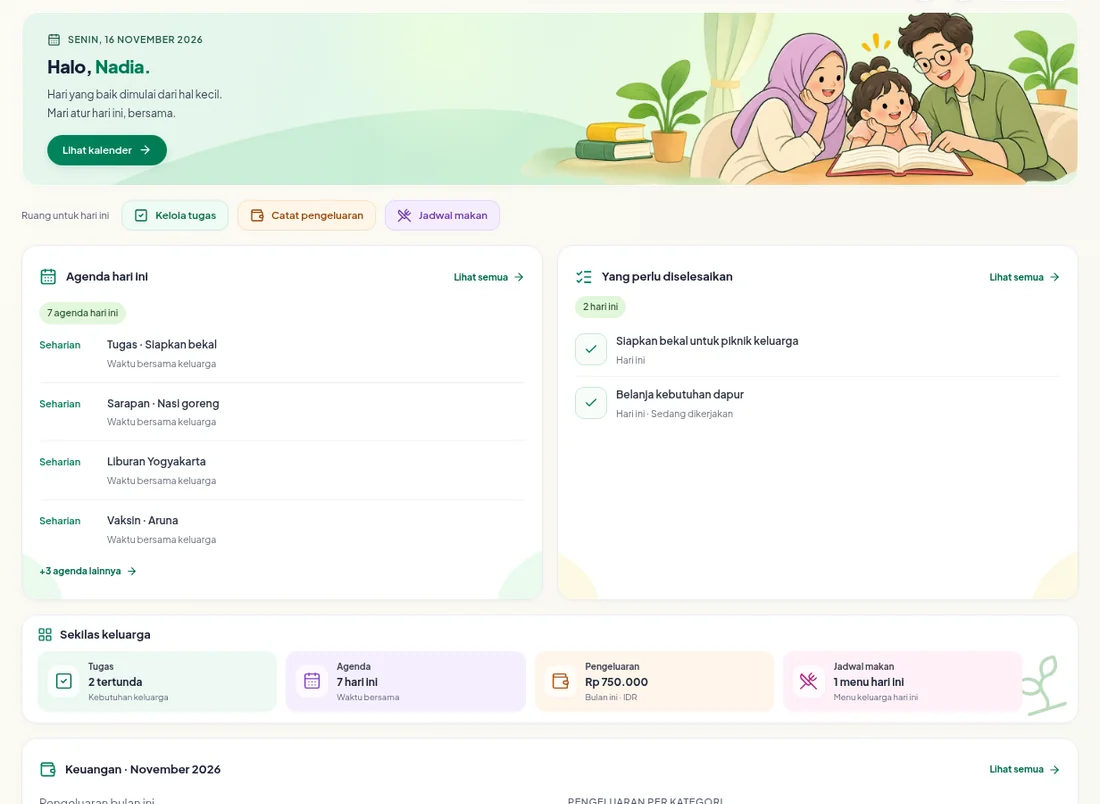 SENIN, 16 NOVEMBER 2026
Halo, Nadia.
Hari yang baik dimulai dari hal kecil.
Mari atur hari ini, bersama.
Lihat kalender
Ruang untuk hari ini
Kelola tugas
Catat pengeluaran
Jadwal makan
Agenda hari ini
Lihat semua
7 agenda hari ini
Seharian
Tugas · Siapkan bekal
Waktu bersama keluarga
Seharian
Sarapan · Nasi goreng
Waktu bersama keluarga
Seharian
Liburan Yogyakarta
Waktu bersama keluarga
Seharian
Vaksin · Aruna
Waktu bersama keluarga
+3 agenda lainnya
Yang perlu diselesaikan
Lihat semua
2 hari ini
Siapkan bekal untuk piknik keluarga
Hari ini
Belanja kebutuhan dapur
Hari ini · Sedang dikerjakan
Sekilas keluarga
Tugas
2 tertunda
Kebutuhan keluarga
Agenda
7 hari ini
Waktu bersama
Pengeluaran
Rp 750.000
Bulan ini · IDR
Jadwal makan
1 menu hari ini
Menu keluarga hari ini
Keuangan · November 2026
Lihat semua
Pengeluaran bulan ini
PENGELUARAN PER KATEGORI